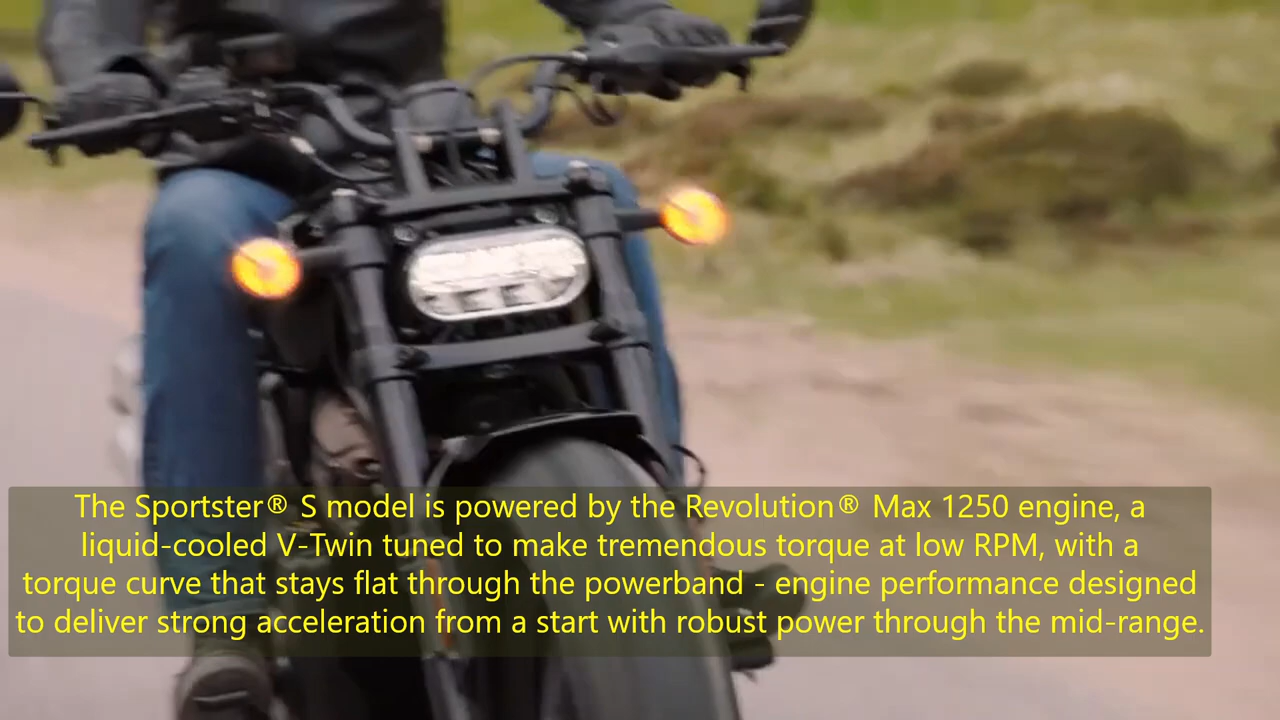 The Sportster® S model is powered by the Revolution® Max 1250 engine, a
liquid-cooled V-Twin tuned to make tremendous torque at low RPM, with a
torque curve that stays flat through the powerband - engine performance designed
to deliver strong acceleration from a start with robust power through the mid-range.